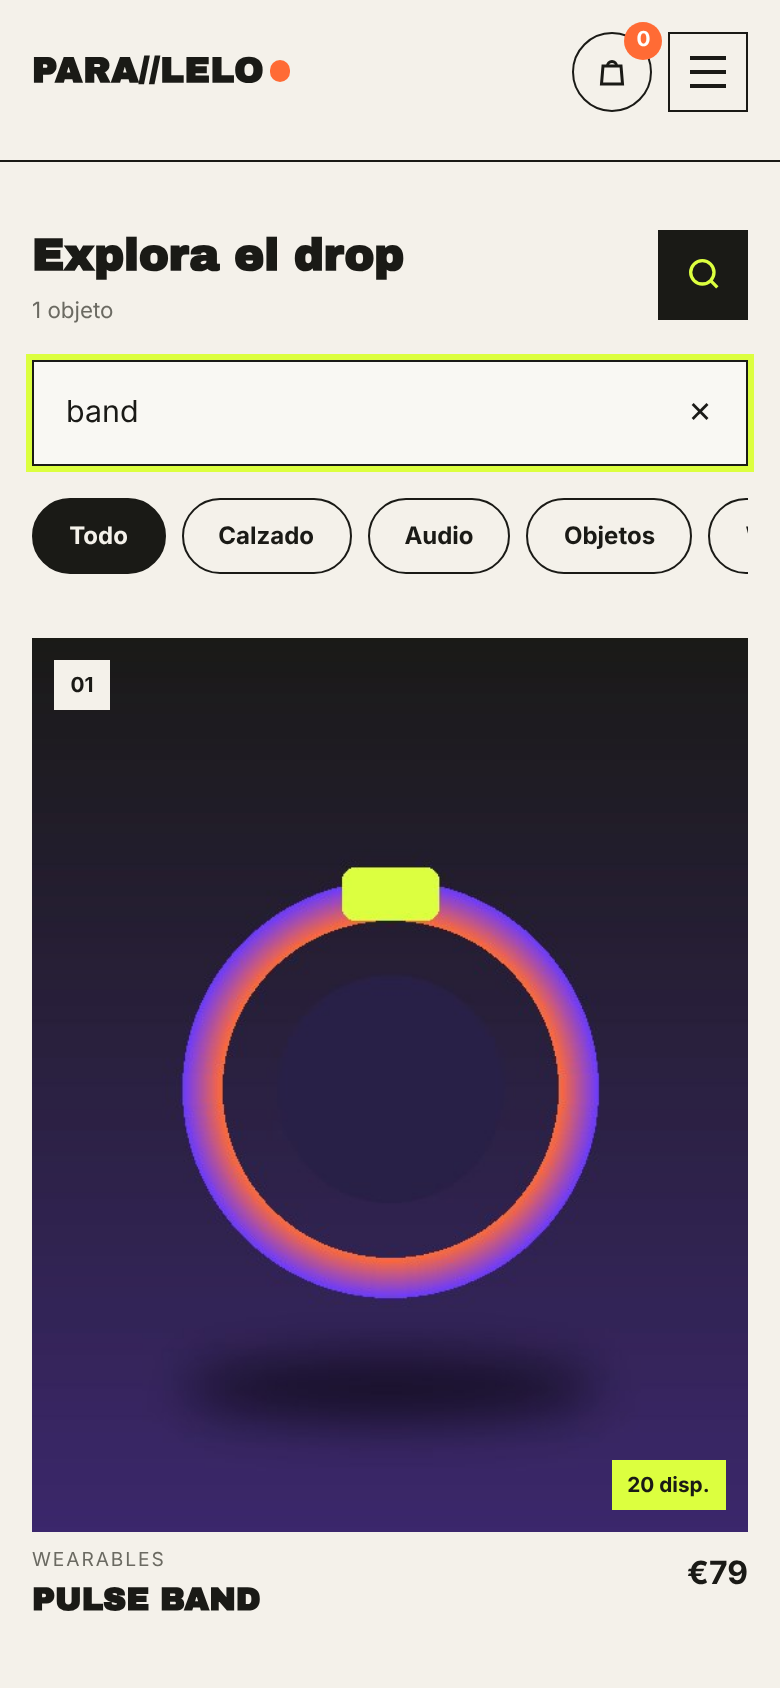 PARA//LELO
0
Explora el drop
1 objeto
band
Todo Calzado Audio Objetos
01
20 disp.
WEARABLES
€79
PULSE BAND